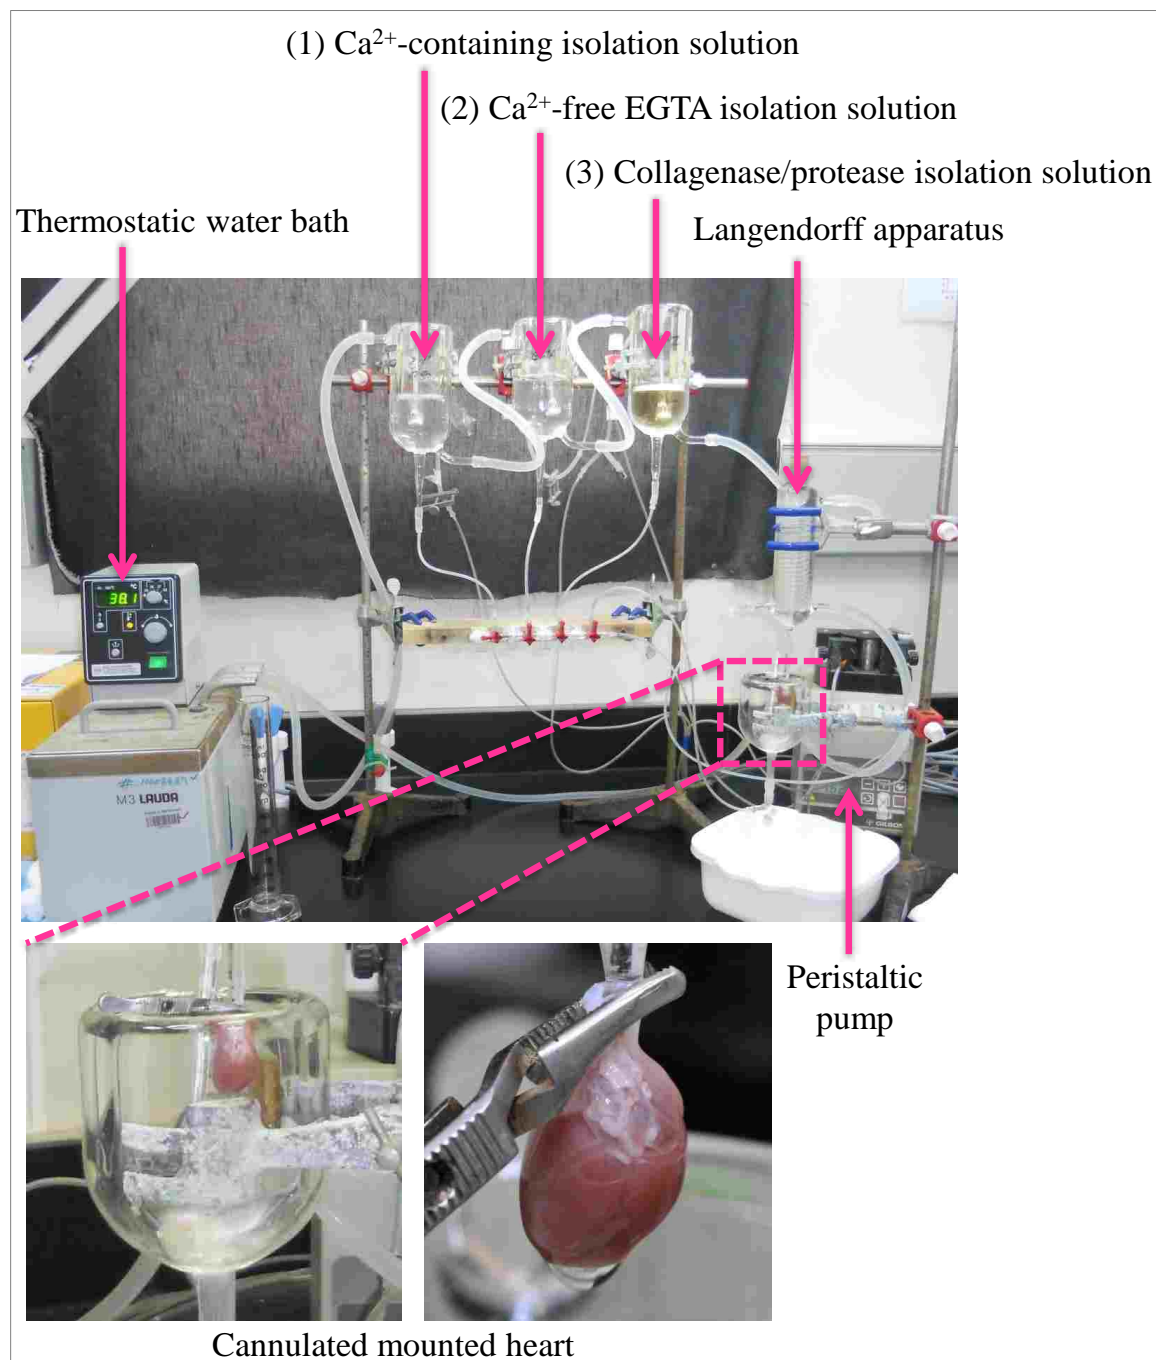 (1) Ca²⁺-containing isolation solution
(2) Ca²⁺-free EGTA isolation solution
(3) Collagenase/protease isolation solution
Thermostatic water bath
Langendorff apparatus
38.1
M3 LAUDA
GILSON
Peristaltic
pump
Cannulated mounted heart